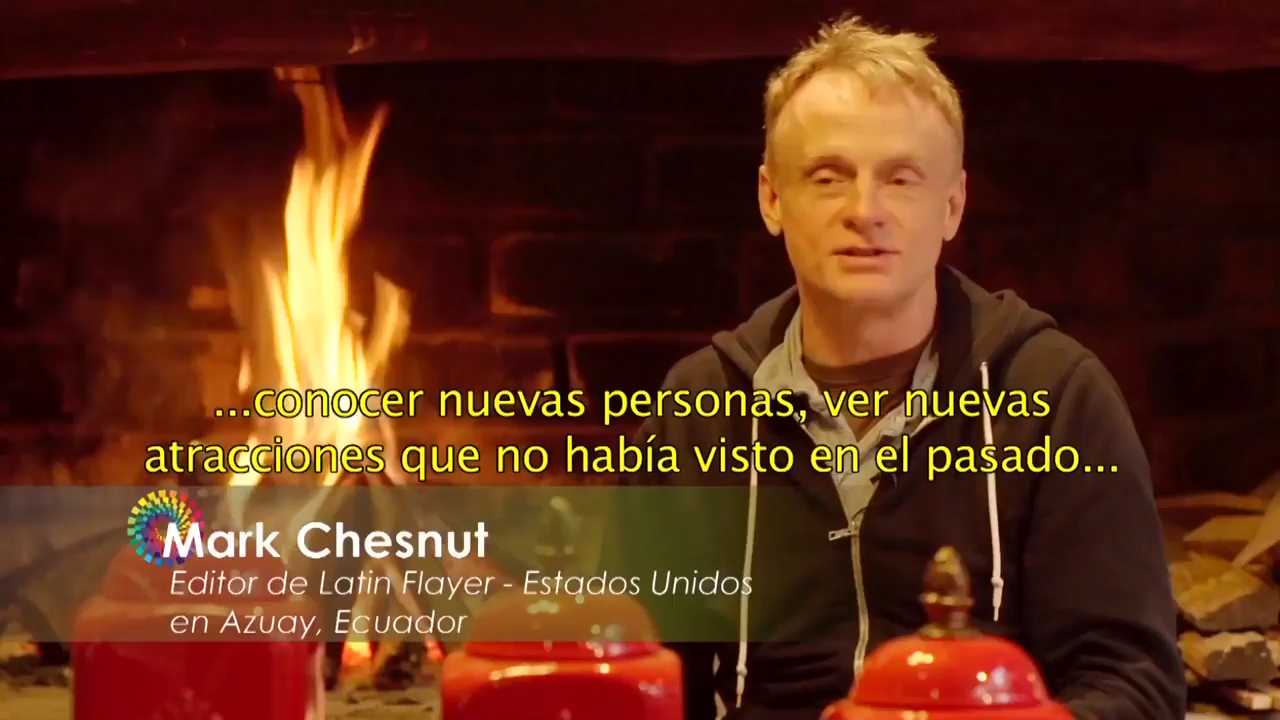 ...conocer nuevas personas, ver nuevas
atracciones que no había visto en el pasado...
Mark Chesnut
Editor de Latin Flayer - Estados Unidos
en Azuay, Ecuador